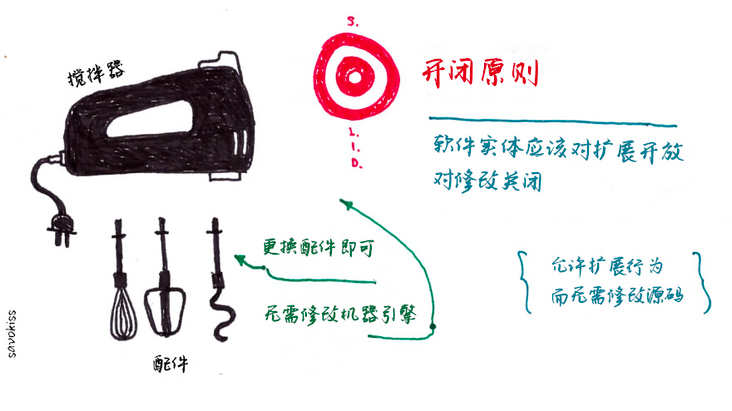 搅拌器
S.
L.
I.
D.
开闭原则
软件实体应该对扩展开放
对修改关闭
更换配件即可
无需修改机器引擎
允许扩展行为
而无需修改源码
配件
savokiss